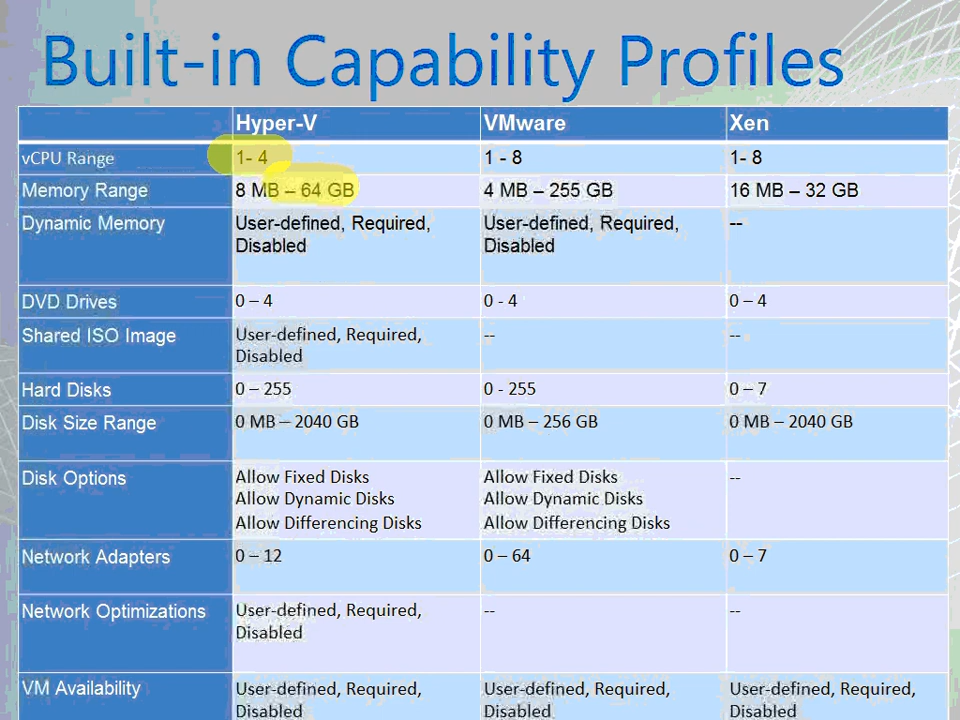 Built-in Capability Profiles
Hyper-V VMware Xen
vCPU Range 1- 4 1 - 8 1- 8
Memory Range 8 MB – 64 GB 4 MB – 255 GB 16 MB – 32 GB
Dynamic Memory User-defined, Required, User-defined, Required, --
Disabled Disabled
DVD Drives 0 – 4 0 - 4 0 – 4
Shared ISO Image User-defined, Required, -- --
Disabled
Hard Disks 0 – 255 0 - 255 0 – 7
Disk Size Range 0 MB – 2040 GB 0 MB – 256 GB 0 MB – 2040 GB
Disk Options Allow Fixed Disks Allow Fixed Disks --
Allow Dynamic Disks Allow Dynamic Disks
Allow Differencing Disks Allow Differencing Disks
Network Adapters 0 – 12 0 – 64 0 – 7
Network Optimizations User-defined, Required, -- --
Disabled
VM Availability User-defined, Required, User-defined, Required, User-defined, Required,
Disabled Disabled Disabled